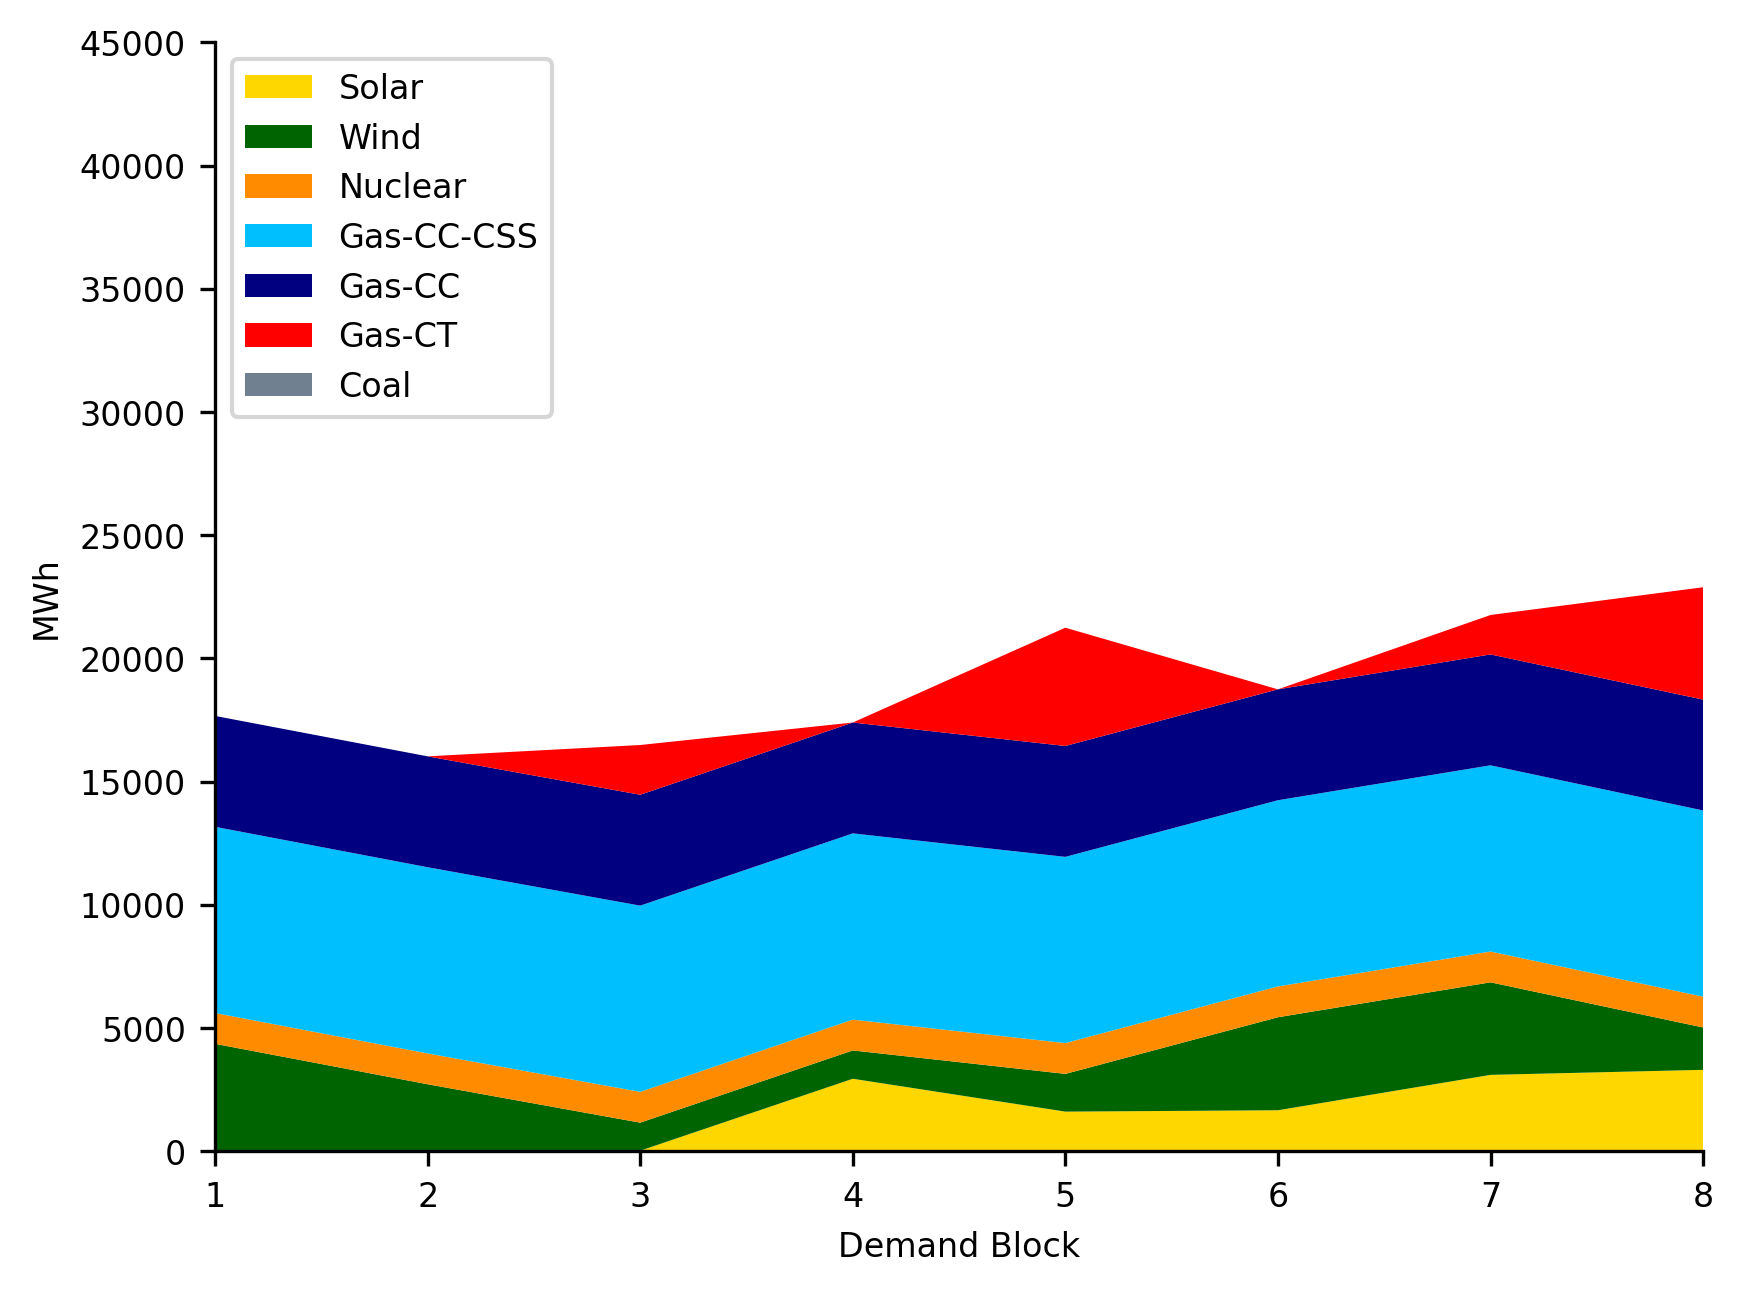 45000
40000
35000
30000
25000
20000
15000
10000
5000
0
MWh
Solar
Wind
Nuclear
Gas-CC-CSS
Gas-CC
Gas-CT
Coal
1 2 3 4 5 6 7 8
Demand Block